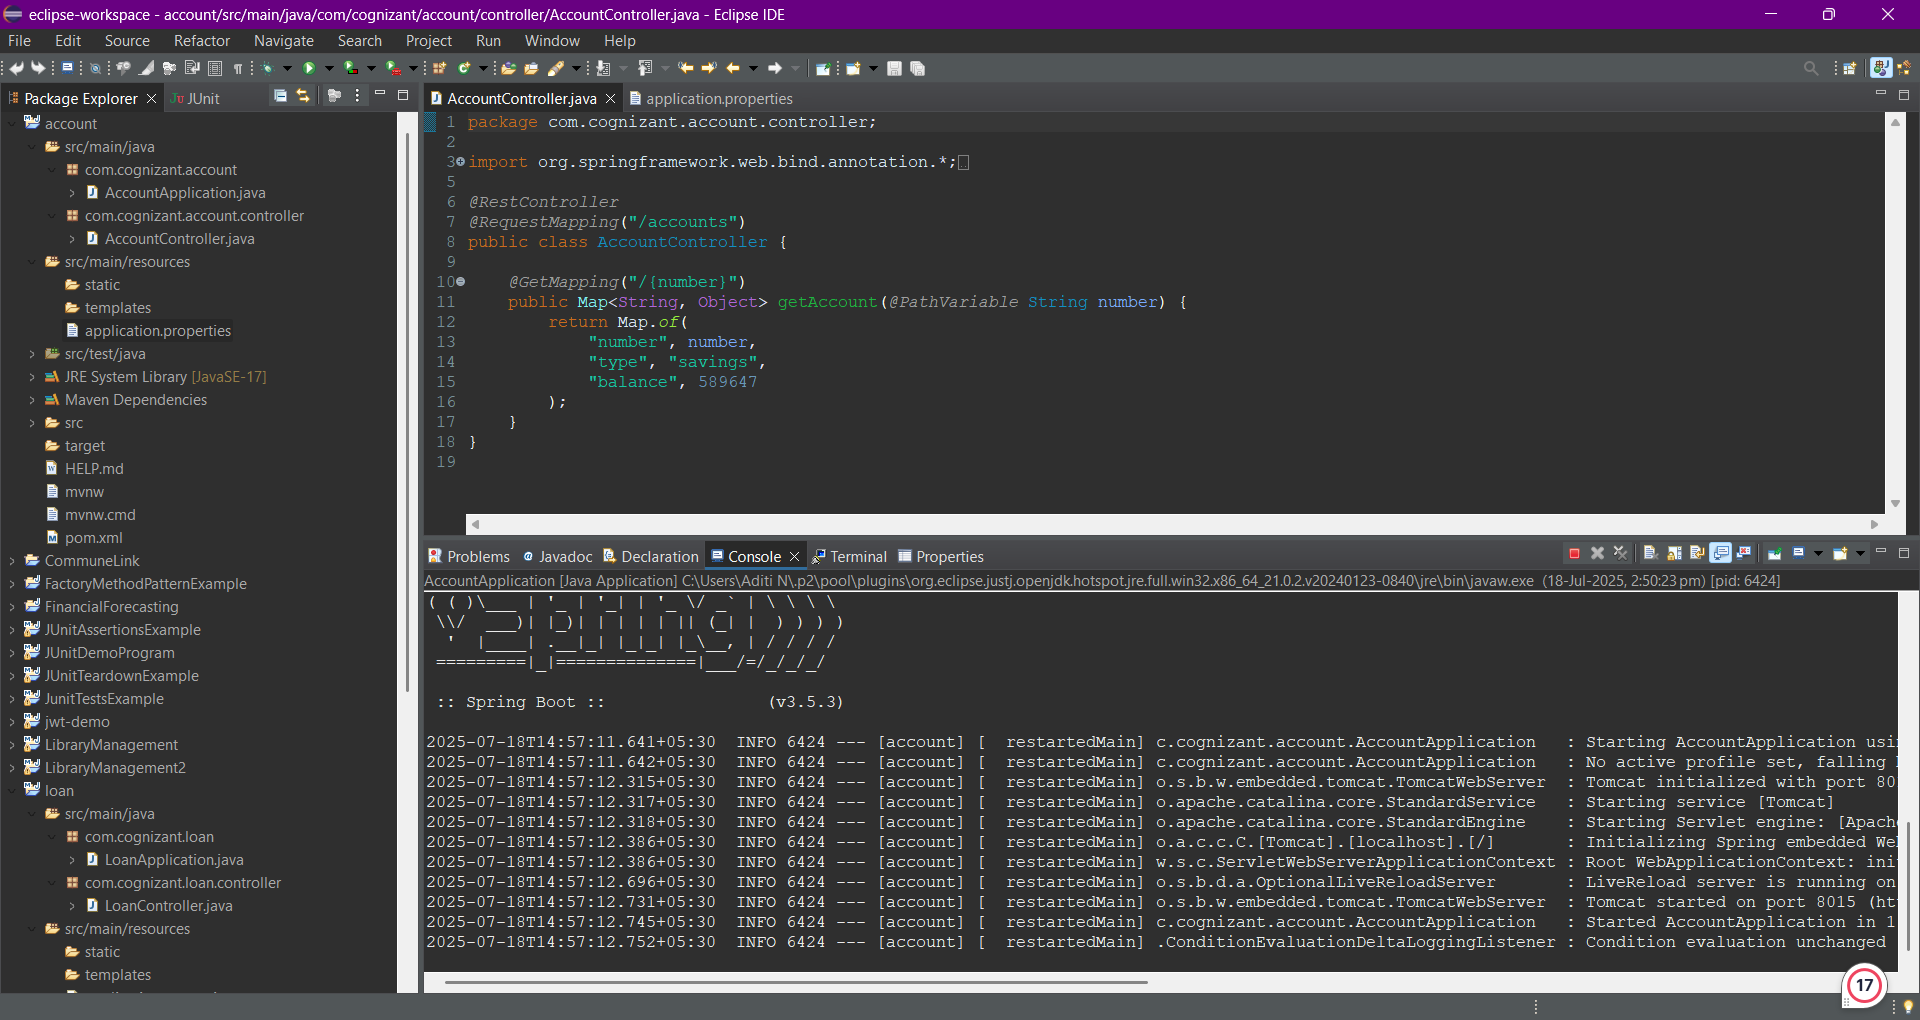 eclipse-workspace - account/src/main/java/com/cognizant/account/controller/AccountController.java - Eclipse IDE
File Edit Source Refactor Navigate Search Project Run Window Help
Package Explorer JUnit
account
src/main/java
com.cognizant.account
AccountApplication.java
com.cognizant.account.controller
AccountController.java
src/main/resources
static
templates
application.properties
src/test/java
JRE System Library [JavaSE-17]
Maven Dependencies
src
target
HELP.md
mvnw
mvnw.cmd
pom.xml
CommuneLink
FactoryMethodPatternExample
FinancialForecasting
JUnitAssertionsExample
JUnitDemoProgram
JUnitTeardownExample
JunitTestsExample
jwt-demo
LibraryManagement
LibraryManagement2
loan
src/main/java
com.cognizant.loan
LoanApplication.java
com.cognizant.loan.controller
LoanController.java
src/main/resources
static
templates
AccountController.java application.properties
1 package com.cognizant.account.controller;
2
3 import org.springframework.web.bind.annotation.*;
5
6 @RestController
7 @RequestMapping("/accounts")
8 public class AccountController {
9
10 @GetMapping("/{number}")
11 public Map<String, Object> getAccount(@PathVariable String number) {
12 return Map.of(
13 "number", number,
14 "type", "savings",
15 "balance", 589647
16 );
17 }
18 }
19
Problems Javadoc Declaration Console Terminal Properties
AccountApplication [Java Application] C:\Users\Aditi N\.p2\pool\plugins\org.eclipse.justj.openjdk.hotspot.jre.full.win32.x86_64_21.0.2.v20240123-0840\jre\bin\javaw.exe (18-Jul-2025, 2:50:23 pm) [pid: 6424]
( ( )\___ | '_ | '_| | '_ \/ _` | \ \ \ \
\\/ ___)| |_)| | | | | || (_| | ) ) ) )
' |____| .__|_| |_|_| |_\__, | / / / /
=========|_|==============|___/=/_/_/_/
:: Spring Boot :: (v3.5.3)
2025-07-18T14:57:11.641+05:30 INFO 6424 --- [account] [ restartedMain] c.cognizant.account.AccountApplication : Starting AccountApplication usi
2025-07-18T14:57:11.642+05:30 INFO 6424 --- [account] [ restartedMain] c.cognizant.account.AccountApplication : No active profile set, falling
2025-07-18T14:57:12.315+05:30 INFO 6424 --- [account] [ restartedMain] o.s.b.w.embedded.tomcat.TomcatWebServer : Tomcat initialized with port 80
2025-07-18T14:57:12.317+05:30 INFO 6424 --- [account] [ restartedMain] o.apache.catalina.core.StandardService : Starting service [Tomcat]
2025-07-18T14:57:12.318+05:30 INFO 6424 --- [account] [ restartedMain] o.apache.catalina.core.StandardEngine : Starting Servlet engine: [Apach
2025-07-18T14:57:12.386+05:30 INFO 6424 --- [account] [ restartedMain] o.a.c.c.C.[Tomcat].[localhost].[/] : Initializing Spring embedded We
2025-07-18T14:57:12.386+05:30 INFO 6424 --- [account] [ restartedMain] w.s.c.ServletWebServerApplicationContext : Root WebApplicationContext: ini
2025-07-18T14:57:12.696+05:30 INFO 6424 --- [account] [ restartedMain] o.s.b.d.a.OptionalLiveReloadServer : LiveReload server is running on
2025-07-18T14:57:12.731+05:30 INFO 6424 --- [account] [ restartedMain] o.s.b.w.embedded.tomcat.TomcatWebServer : Tomcat started on port 8015 (ht
2025-07-18T14:57:12.745+05:30 INFO 6424 --- [account] [ restartedMain] c.cognizant.account.AccountApplication : Started AccountApplication in 1
2025-07-18T14:57:12.752+05:30 INFO 6424 --- [account] [ restartedMain] .ConditionEvaluationDeltaLoggingListener : Condition evaluation unchanged
17